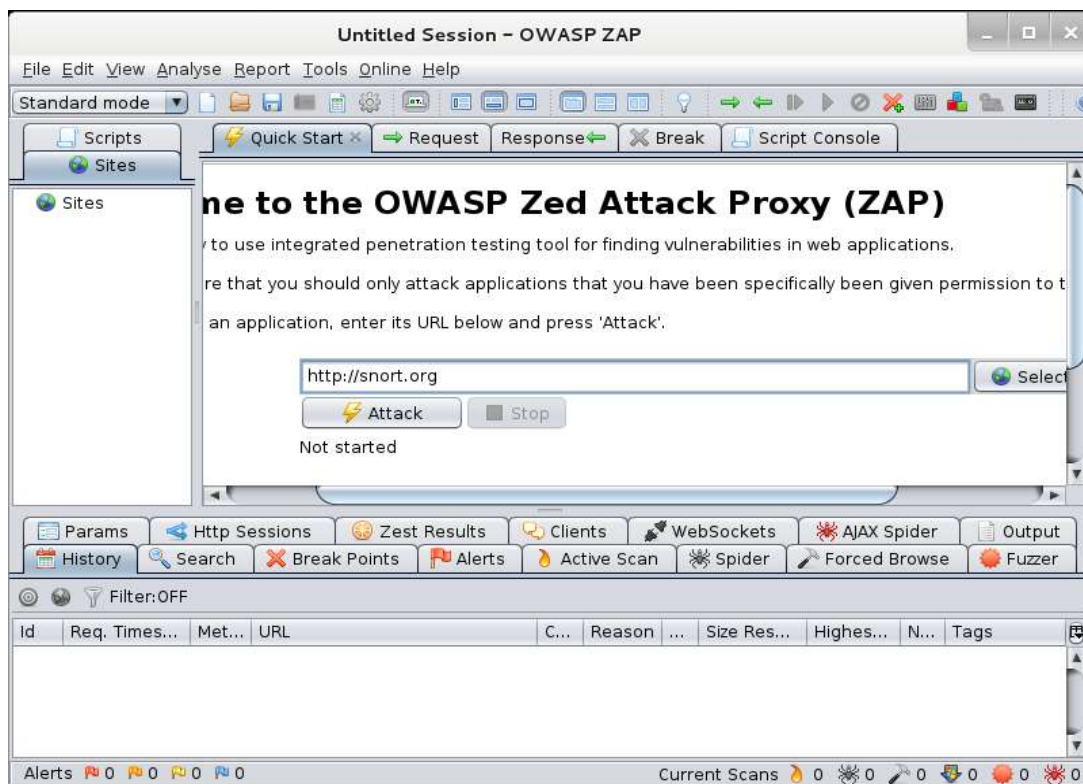 Untitled Session - OWASP ZAP
File Edit View Analyse Report Tools Online Help
Standard mode
Scripts
Sites
Quick Start Request Response Break Script Console
Sites
me to the OWASP Zed Attack Proxy (ZAP)
to use integrated penetration testing tool for finding vulnerabilities in web applications.
re that you should only attack applications that you have been specifically been given permission to t
an application, enter its URL below and press 'Attack'.
http://snort.org
Select
Attack Stop
Not started
Params Http Sessions Zest Results Clients WebSockets AJAX Spider Output
History Search Break Points Alerts Active Scan Spider Forced Browse Fuzzer
Filter:OFF
Id Req. Times... Met... URL C... Reason ... Size Res... Highes... N... Tags
Alerts 0 0 0 0 Current Scans 0 0 0 0 0 0